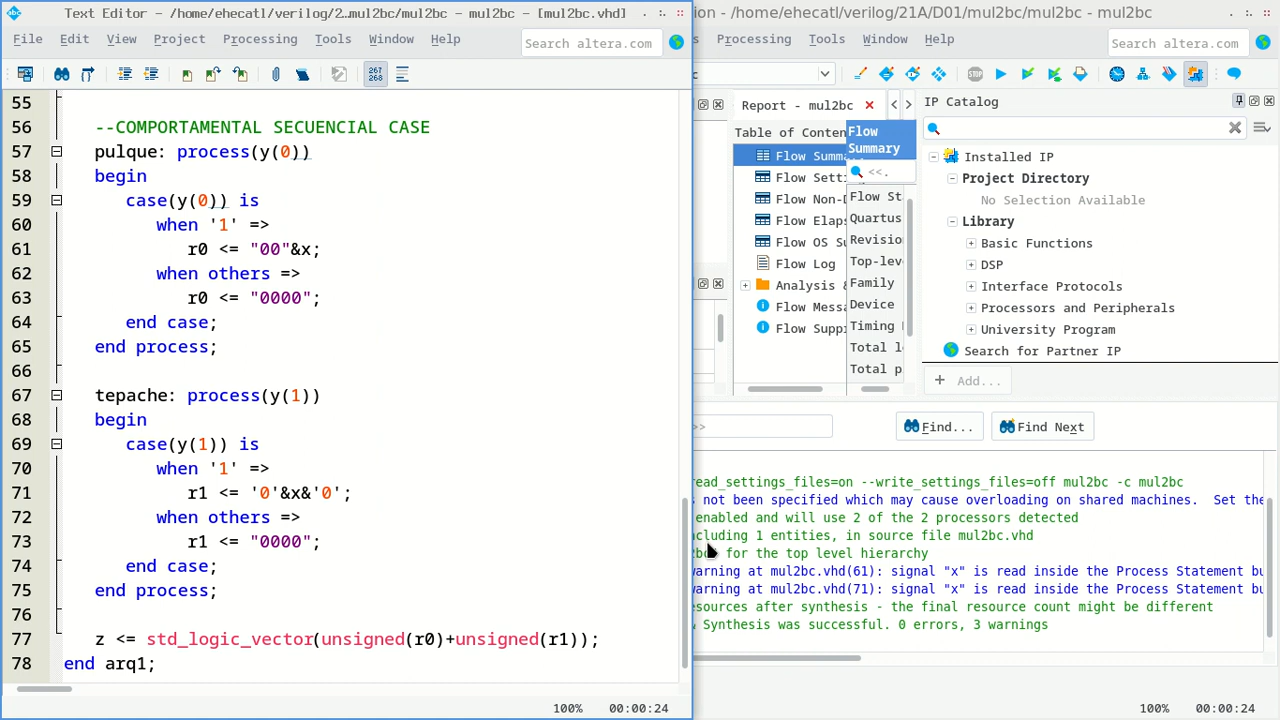 Text Editor - /home/ehecatl/verilog/2…mul2bc/mul2bc - mul2bc - [mul2bc.vhd]
ion - /home/ehecatl/verilog/21A/D01/mul2bc/mul2bc - mul2bc
File Edit View Project Processing Tools Window Help
Search altera.com
s Processing Tools Window Help
Search altera.com
267
268
c
55
56 --COMPORTAMENTAL SECUENCIAL CASE
57 pulque: process(y(0))
58 begin
59 case(y(0)) is
60 when '1' =>
61 r0 <= "00"&x;
62 when others =>
63 r0 <= "0000";
64 end case;
65 end process;
66
67 tepache: process(y(1))
68 begin
69 case(y(1)) is
70 when '1' =>
71 r1 <= '0'&x&'0';
72 when others =>
73 r1 <= "0000";
74 end case;
75 end process;
76
77 z <= std_logic_vector(unsigned(r0)+unsigned(r1));
78 end arq1;
100% 00:00:24
Report - mul2bc
Table of Conten
Flow Summ
Flow Sett
Flow Non-D
Flow Elaps
Flow OS Su
Flow Log
Analysis &
Flow Messa
Flow Supp
Flow
Summary
<<.
Flow St
Quartus
Revisio
Top-lev
Family
Device
Timing
Total l
Total p
IP Catalog
Installed IP
Project Directory
No Selection Available
Library
Basic Functions
DSP
Interface Protocols
Processors and Peripherals
University Program
Search for Partner IP
+ Add...
>>
Find...
Find Next
read_settings_files=on --write_settings_files=off mul2bc -c mul2bc
s not been specified which may cause overloading on shared machines. Set the
enabled and will use 2 of the 2 processors detected
cluding 1 entities, in source file mul2bc.vhd
2bc" for the top level hierarchy
warning at mul2bc.vhd(61): signal "x" is read inside the Process Statement bu
warning at mul2bc.vhd(71): signal "x" is read inside the Process Statement bu
esources after synthesis - the final resource count might be different
& Synthesis was successful. 0 errors, 3 warnings
100% 00:00:24